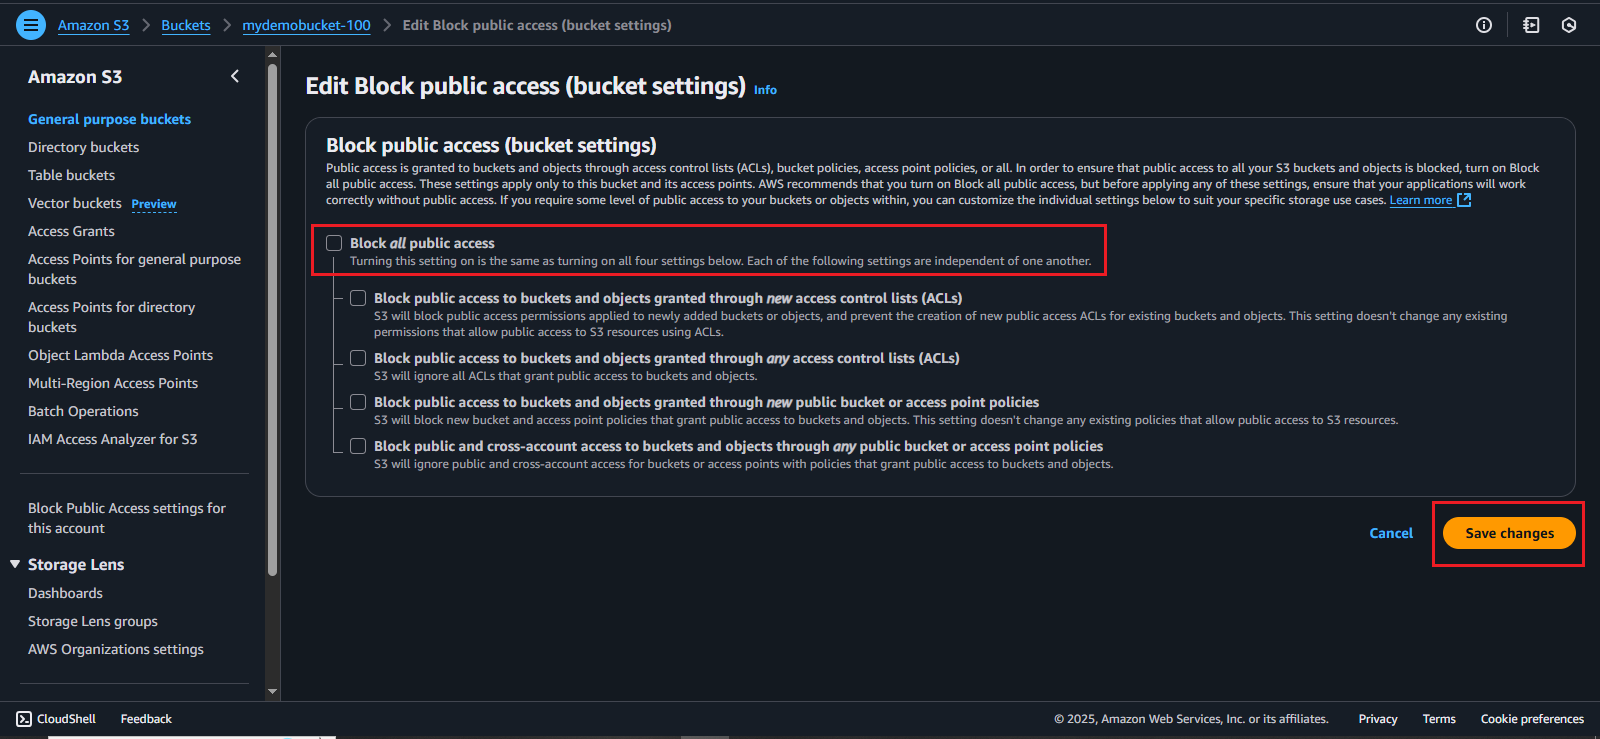 Amazon S3 > Buckets > mydemobucket-100 > Edit Block public access (bucket settings)
Amazon S3
General purpose buckets
Directory buckets
Table buckets
Vector buckets Preview
Access Grants
Access Points for general purpose
buckets
Access Points for directory
buckets
Object Lambda Access Points
Multi-Region Access Points
Batch Operations
IAM Access Analyzer for S3
Block Public Access settings for
this account
Storage Lens
Dashboards
Storage Lens groups
AWS Organizations settings
Edit Block public access (bucket settings) Info
Block public access (bucket settings)
Public access is granted to buckets and objects through access control lists (ACLs), bucket policies, access point policies, or all. In order to ensure that public access to all your S3 buckets and objects is blocked, turn on Block
all public access. These settings apply only to this bucket and its access points. AWS recommends that you turn on Block all public access, but before applying any of these settings, ensure that your applications will work
correctly without public access. If you require some level of public access to your buckets or objects within, you can customize the individual settings below to suit your specific storage use cases. Learn more
Block all public access
Turning this setting on is the same as turning on all four settings below. Each of the following settings are independent of one another.
Block public access to buckets and objects granted through new access control lists (ACLs)
S3 will block public access permissions applied to newly added buckets or objects, and prevent the creation of new public access ACLs for existing buckets and objects. This setting doesn't change any existing
permissions that allow public access to S3 resources using ACLs.
Block public access to buckets and objects granted through any access control lists (ACLs)
S3 will ignore all ACLs that grant public access to buckets and objects.
Block public access to buckets and objects granted through new public bucket or access point policies
S3 will block new bucket and access point policies that grant public access to buckets and objects. This setting doesn't change any existing policies that allow public access to S3 resources.
Block public and cross-account access to buckets and objects through any public bucket or access point policies
S3 will ignore public and cross-account access for buckets or access points with policies that grant public access to buckets and objects.
Cancel Save changes
CloudShell Feedback © 2025, Amazon Web Services, Inc. or its affiliates. Privacy Terms Cookie preferences